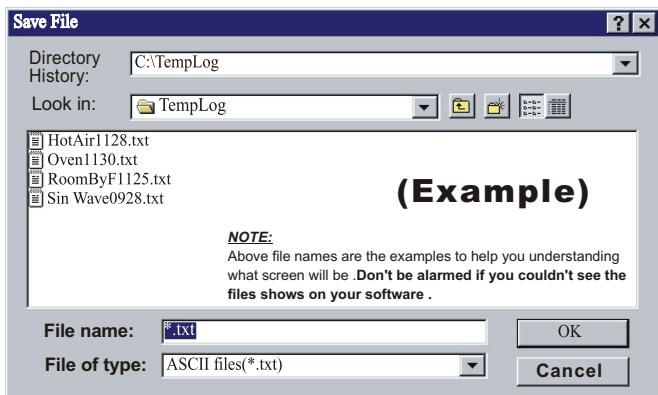 Save File
? ×
Directory History: C:\TempLog
Look in: TempLog
HotAir1128.txt
Oven1130.txt
RoomByF1125.txt
Sin Wave0928.txt
(Example)
NOTE:
Above file names are the examples to help you understanding
what screen will be .Don't be alarmed if you couldn't see the
files shows on your software .
File name: *.txt
OK
File of type: ASCII files(*.txt)
Cancel